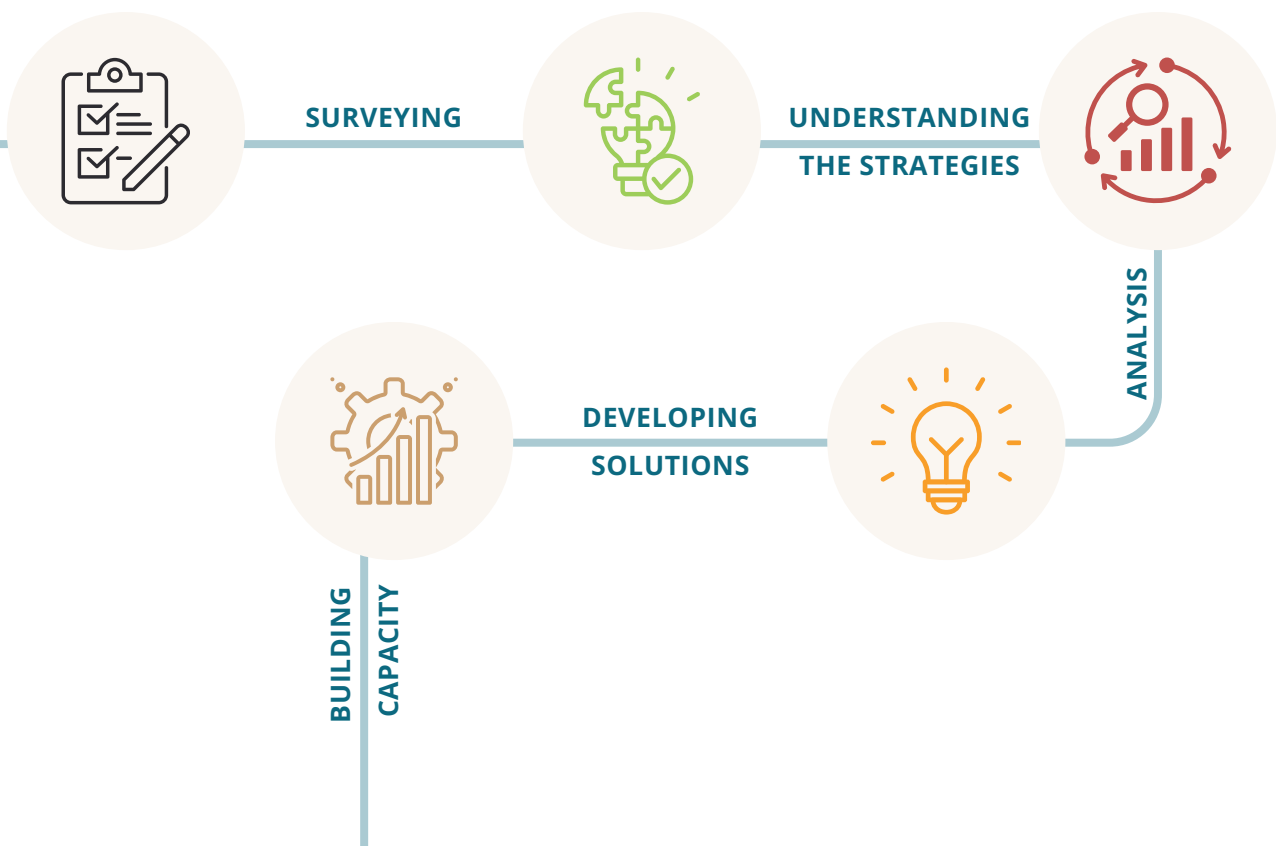 SURVEYING
UNDERSTANDING
THE STRATEGIES
ANALYSIS
DEVELOPING
SOLUTIONS
BUILDING
CAPACITY